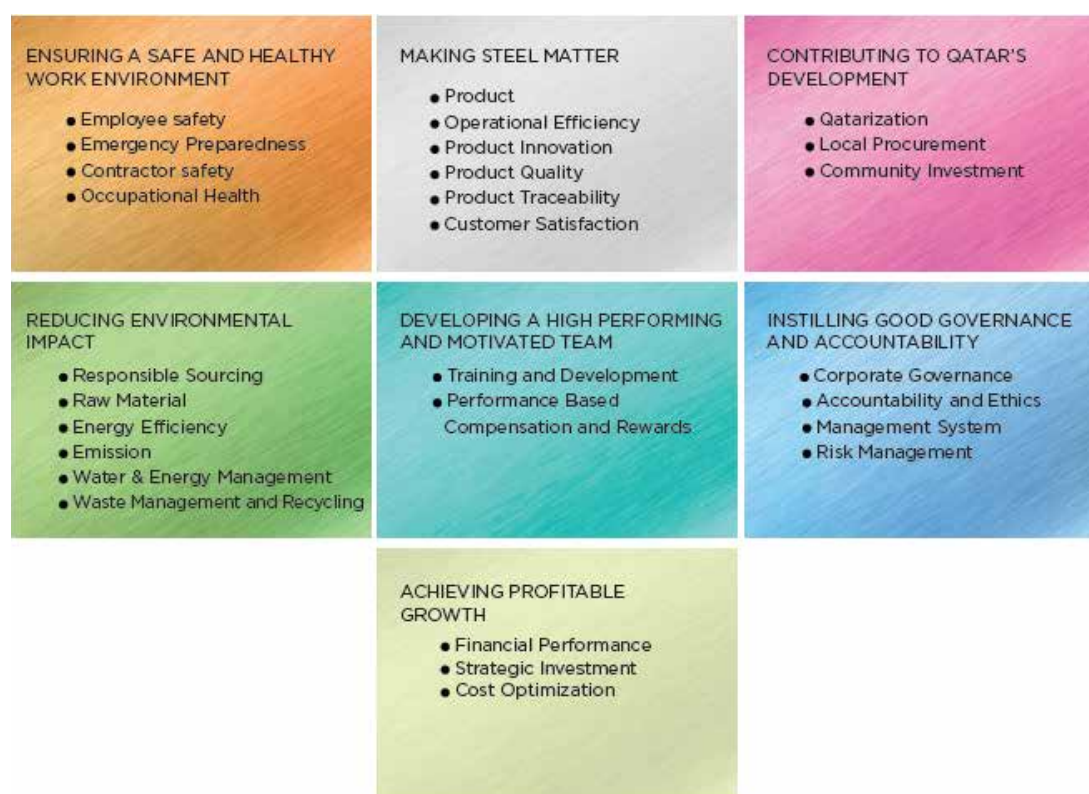 ENSURING A SAFE AND HEALTHY
WORK ENVIRONMENT
● Employee safety
● Emergency Preparedness
● Contractor safety
● Occupational Health
MAKING STEEL MATTER
● Product
● Operational Efficiency
● Product Innovation
● Product Quality
● Product Traceability
● Customer Satisfaction
CONTRIBUTING TO QATAR'S
DEVELOPMENT
● Qatarization
● Local Procurement
● Community Investment
REDUCING ENVIRONMENTAL
IMPACT
● Responsible Sourcing
● Raw Material
● Energy Efficiency
● Emission
● Water & Energy Management
● Waste Management and Recycling
DEVELOPING A HIGH PERFORMING
AND MOTIVATED TEAM
● Training and Development
● Performance Based
Compensation and Rewards
INSTILLING GOOD GOVERNANCE
AND ACCOUNTABILITY
● Corporate Governance
● Accountability and Ethics
● Management System
● Risk Management
ACHIEVING PROFITABLE
GROWTH
● Financial Performance
● Strategic Investment
● Cost Optimization